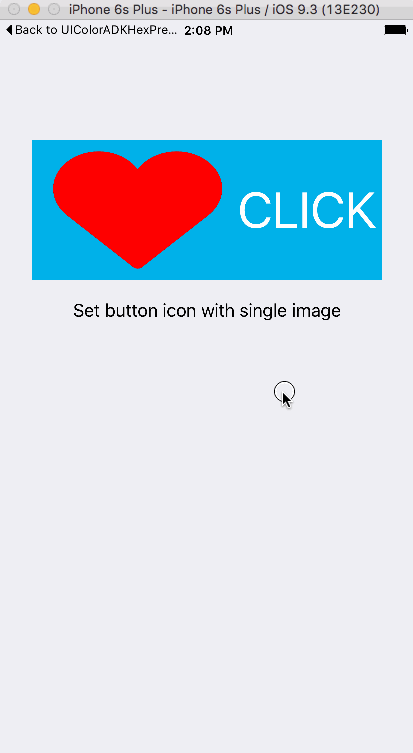 iPhone 6s Plus - iPhone 6s Plus / iOS 9.3 (13E230)
Back to UIColorADKHexPre... 2:08 PM
CLICK
Set button icon with single image